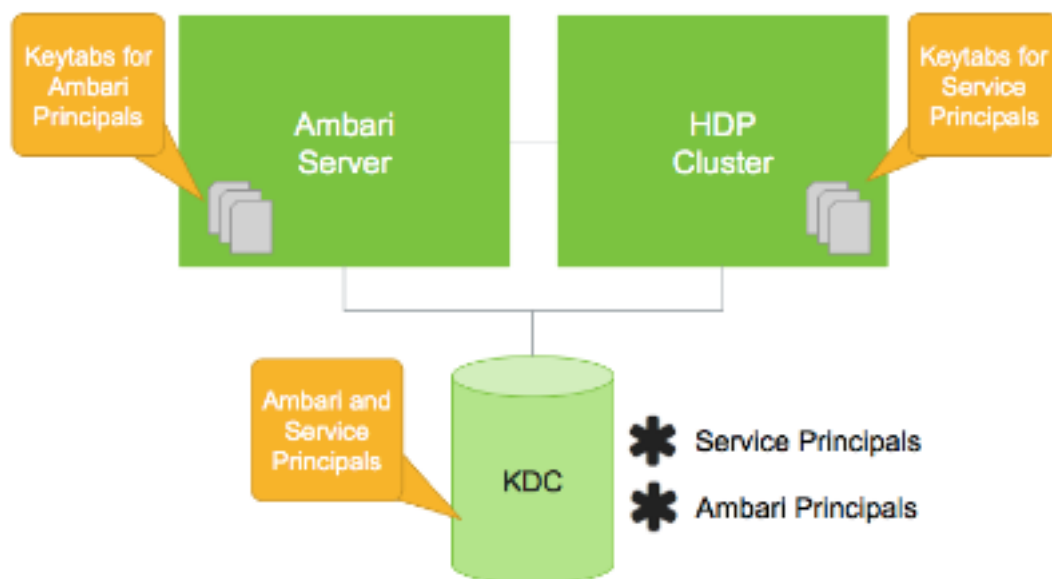 Keytabs for
Ambari
Principals
Ambari
Server
HDP
Cluster
Keytabs for
Service
Principals
Ambari and
Service
Principals
KDC
Service Principals
Ambari Principals